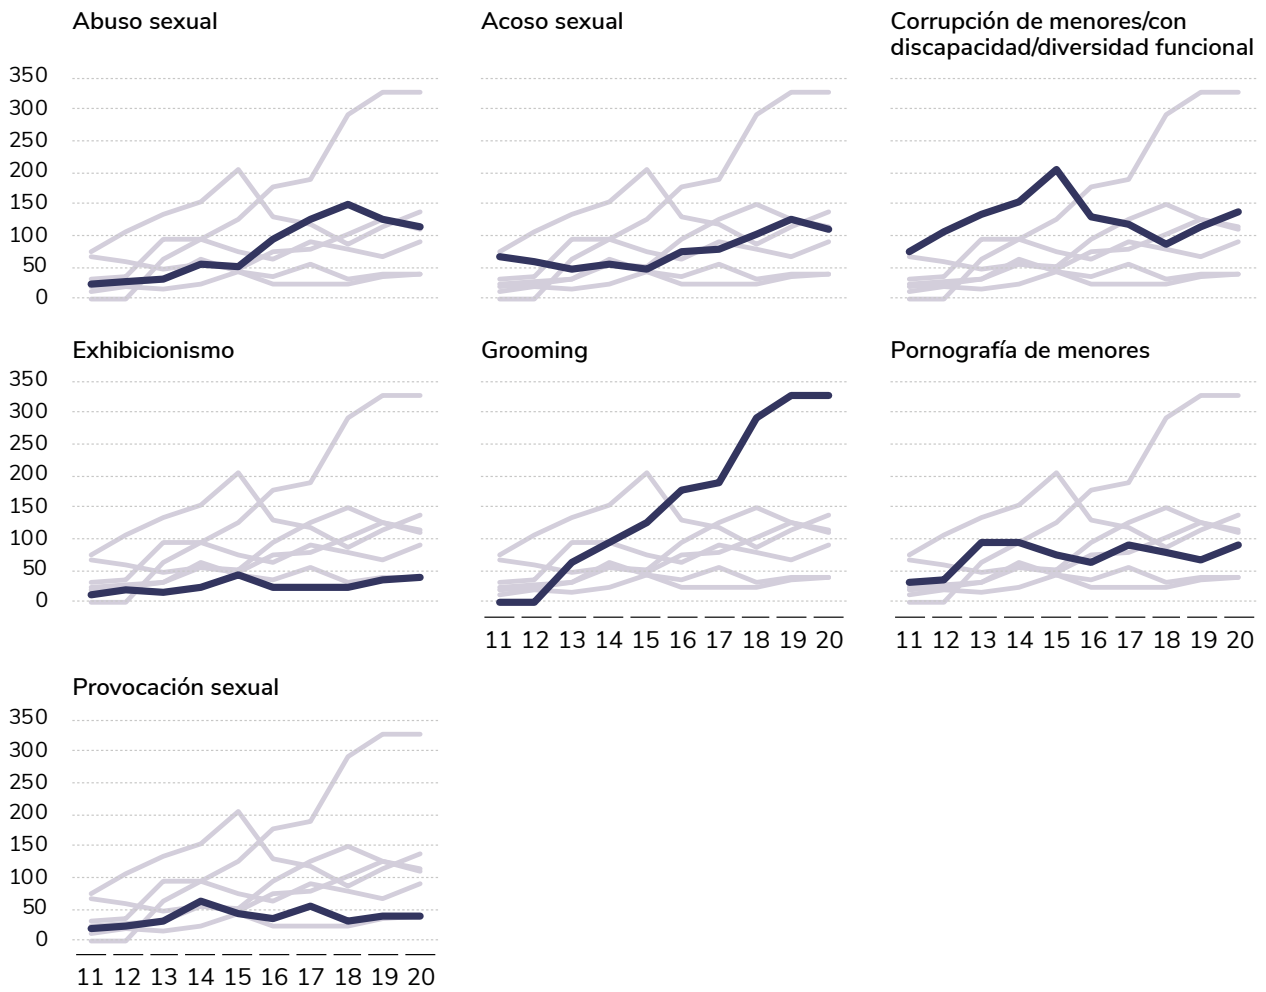 Abuso sexual
Acoso sexual
Corrupción de menores/con
discapacidad/diversidad funcional
350
300
250
200
150
100
50
0
Exhibicionismo
Grooming
Pornografía de menores
350
300
250
200
150
100
50
0
11 12 13 14 15 16 17 18 19 20
11 12 13 14 15 16 17 18 19 20
Provocación sexual
350
300
250
200
150
100
50
0
11 12 13 14 15 16 17 18 19 20